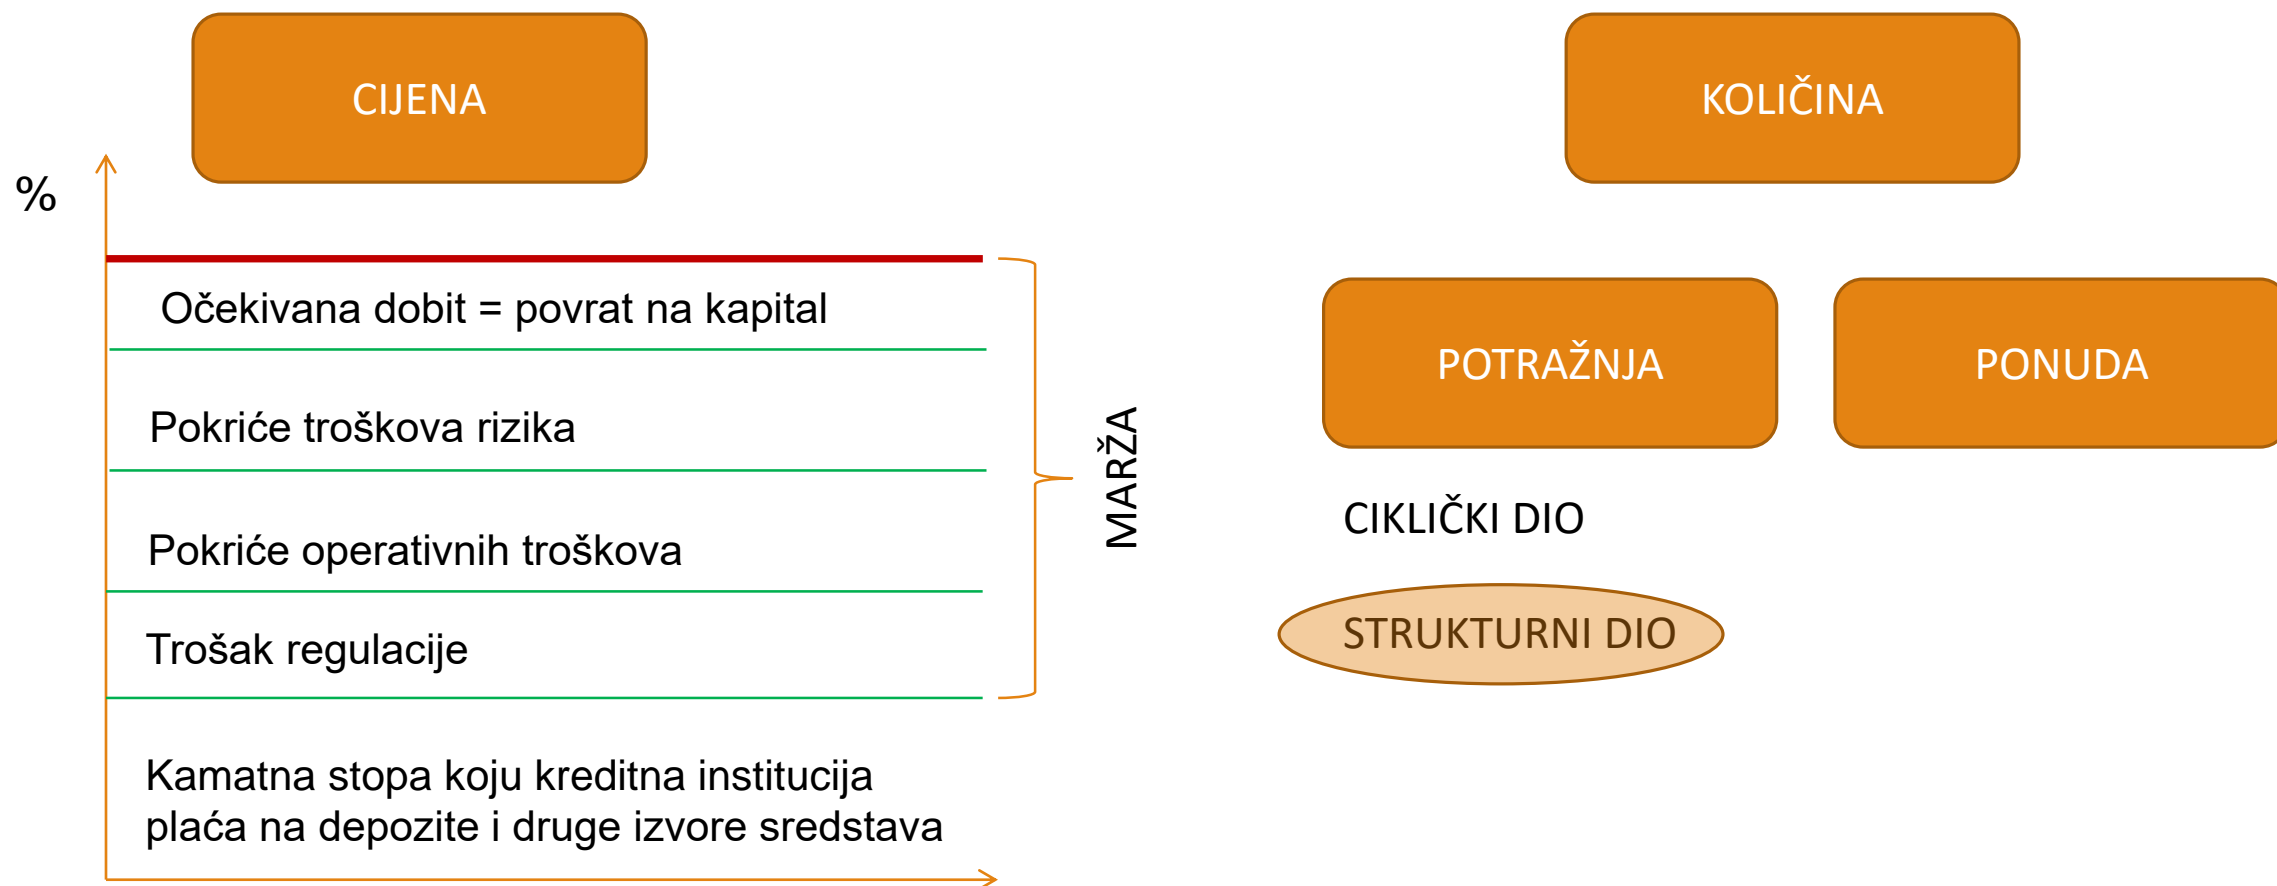 CIJENA
%
Očekivana dobit = povrat na kapital
Pokriće troškova rizika
Pokriće operativnih troškova
Trošak regulacije
Kamatna stopa koju kreditna institucija
plaća na depozite i druge izvore sredstava
MARŽA
KOLIČINA
POTRAŽNJA
PONUDA
CIKLIČKI DIO
STRUKTURNI DIO